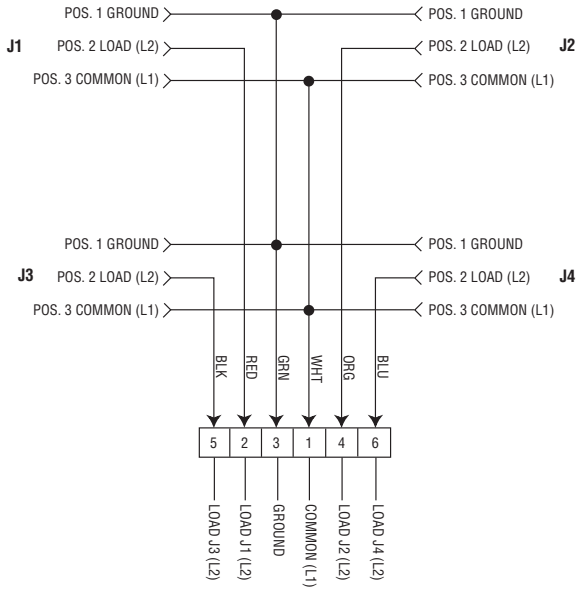 POS. 1 GROUND POS. 1 GROUND
J1 POS. 2 LOAD (L2) POS. 2 LOAD (L2) J2
POS. 3 COMMON (L1) POS. 3 COMMON (L1)
POS. 1 GROUND POS. 1 GROUND
J3 POS. 2 LOAD (L2) POS. 2 LOAD (L2) J4
POS. 3 COMMON (L1) POS. 3 COMMON (L1)
BLK RED GRN WHT ORG BLU
5 2 3 1 4 6
LOAD J3 (L2)
LOAD J1 (L2)
GROUND
COMMON (L1)
LOAD J2 (L2)
LOAD J4 (L2)